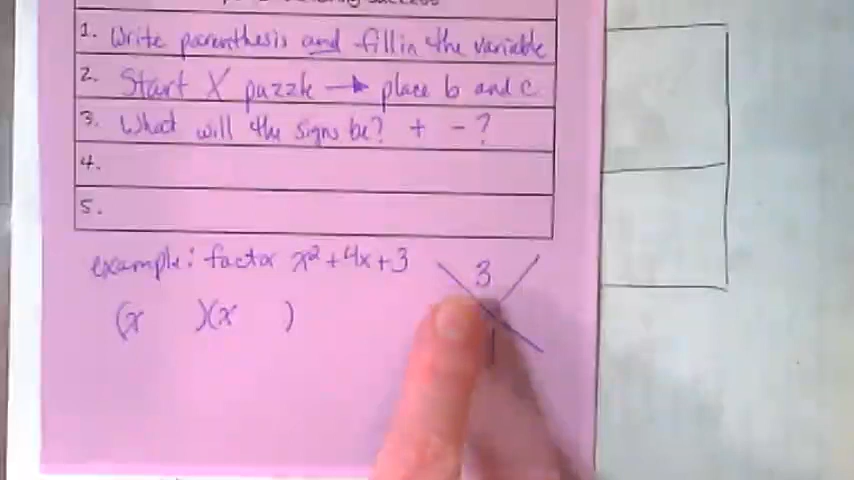 success
1. Write parenthesis and fill in the variable
2. Start X puzzle → place b and c
3. What will the signs be? + - ?
4.
5.
example: factor x²+4x+3
3
(x )(x )